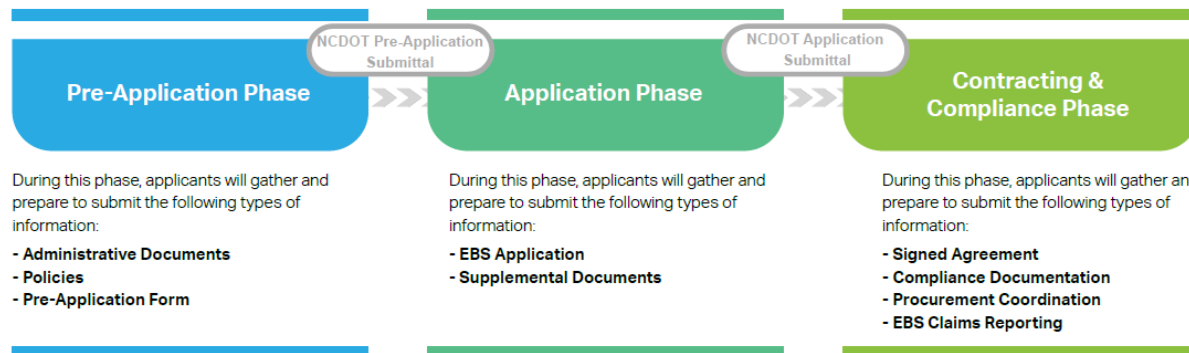 NCDOT Pre-Application
Submittal
NCDOT Application
Submittal
Pre-Application Phase
Application Phase
Contracting &
Compliance Phase
During this phase, applicants will gather and
prepare to submit the following types of
information:
- Administrative Documents
- Policies
- Pre-Application Form
During this phase, applicants will gather and
prepare to submit the following types of
information:
- EBS Application
- Supplemental Documents
During this phase, applicants will gather an
prepare to submit the following types of
information:
- Signed Agreement
- Compliance Documentation
- Procurement Coordination
- EBS Claims Reporting